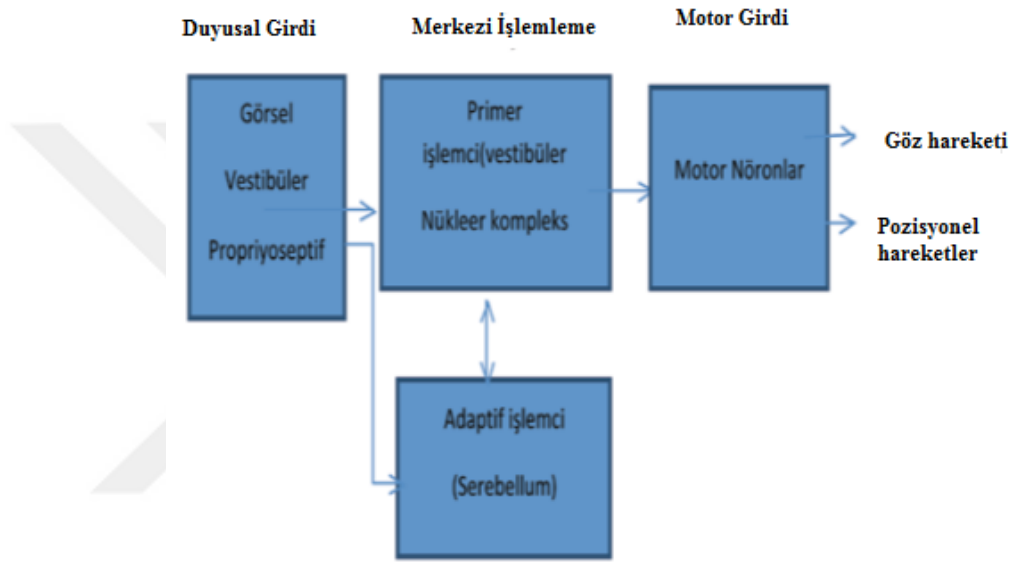 Duyusal Girdi
Merkezi İşlemleme
Motor Girdi
Görsel
Vestibüler
Propriyoseptif
Primer
işlemci(vestibüler
Nükleer kompleks
Motor Nöronlar
Göz hareketi
Pozisyonel
hareketler
Adaptif işlemci
(Serebellum)